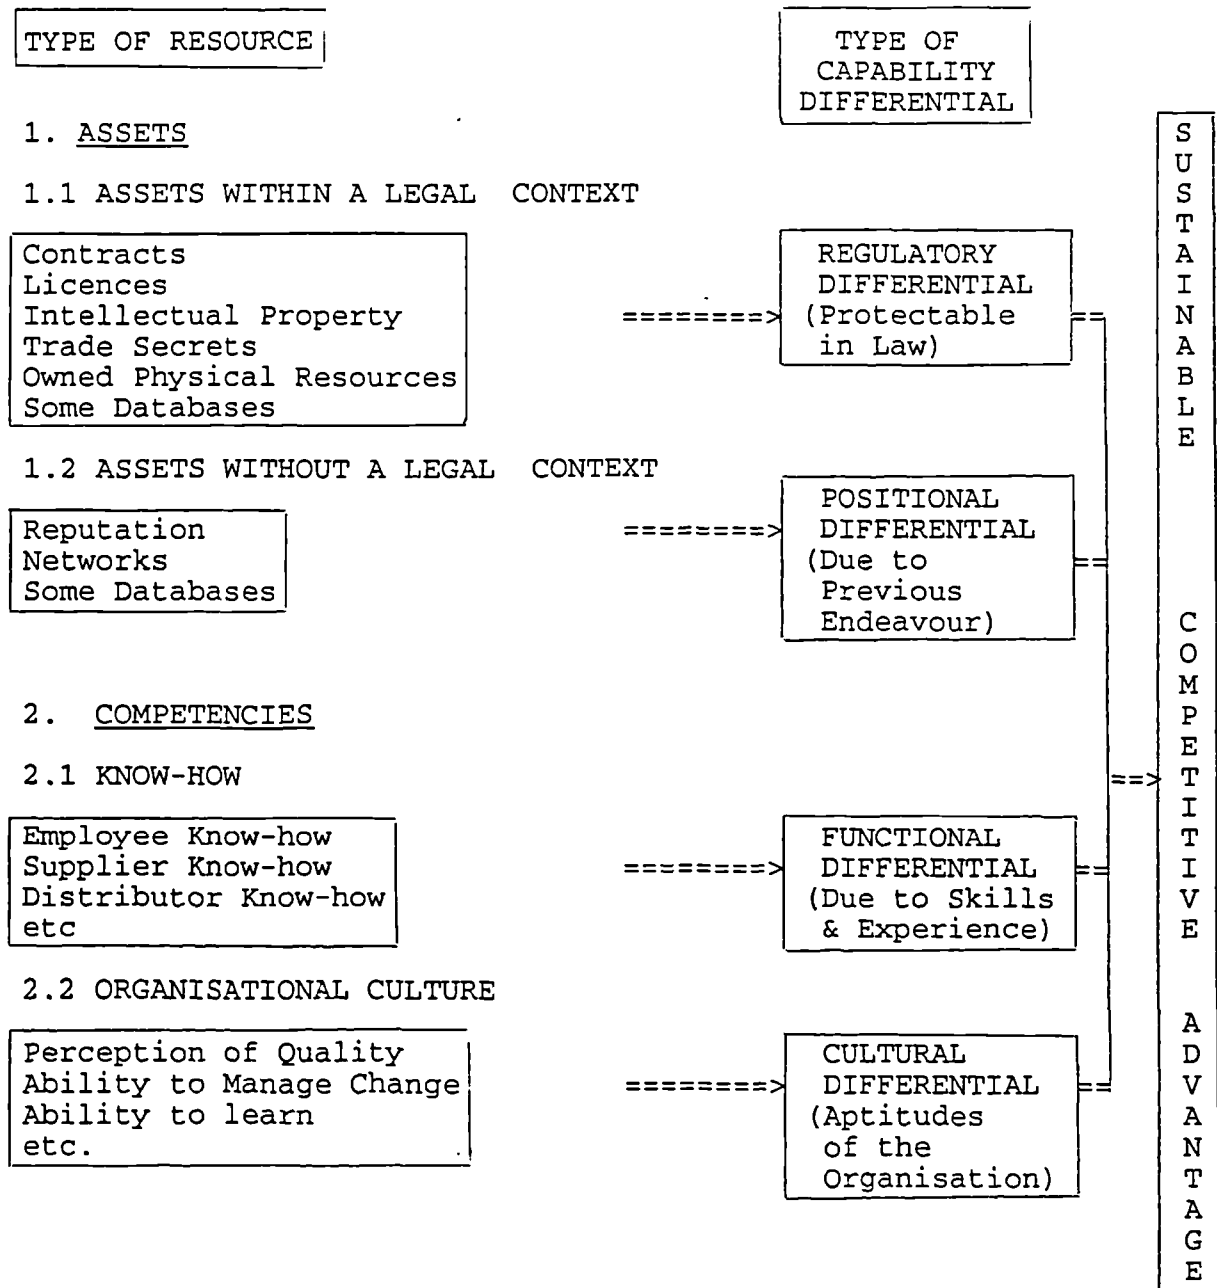 TYPE OF RESOURCE
TYPE OF
CAPABILITY
DIFFERENTIAL
1. ASSETS
1.1 ASSETS WITHIN A LEGAL CONTEXT
Contracts
Licences
Intellectual Property
Trade Secrets
Owned Physical Resources
Some Databases
========>
REGULATORY
DIFFERENTIAL
(Protectable
in Law)
==
1.2 ASSETS WITHOUT A LEGAL CONTEXT
Reputation
Networks
Some Databases
========>
POSITIONAL
DIFFERENTIAL
(Due to
Previous
Endeavour)
==
2. COMPETENCIES
2.1 KNOW-HOW
Employee Know-how
Supplier Know-how
Distributor Know-how
etc
========>
FUNCTIONAL
DIFFERENTIAL
(Due to Skills
& Experience)
==
2.2 ORGANISATIONAL CULTURE
Perception of Quality
Ability to Manage Change
Ability to learn
etc.
========>
CULTURAL
DIFFERENTIAL
(Aptitudes
of the
Organisation)
==
==>
SUSTAINABLE COMPETITIVE ADVANTAGE